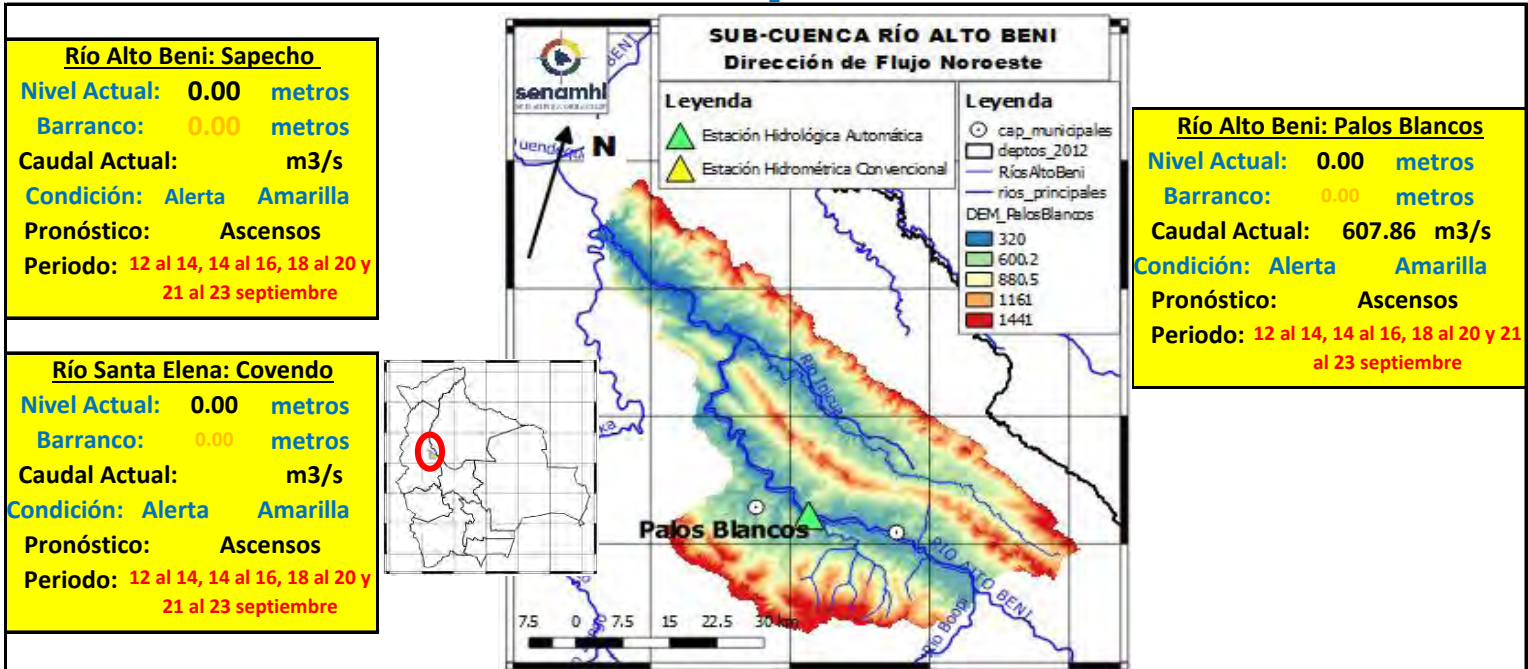 Río Alto Beni: Sapecho
Nivel Actual: 0.00 metros
Barranco: 0.00 metros
Caudal Actual: m3/s
Condición: Alerta Amarilla
Pronóstico: Ascensos
Periodo: 12 al 14, 14 al 16, 18 al 20 y
21 al 23 septiembre
Río Santa Elena: Covendo
Nivel Actual: 0.00 metros
Barranco: 0.00 metros
Caudal Actual: m3/s
Condición: Alerta Amarilla
Pronóstico: Ascensos
Periodo: 12 al 14, 14 al 16, 18 al 20 y
21 al 23 septiembre
senamhi
BENI
N
SUB-CUENCA RÍO ALTO BENI
Dirección de Flujo Noroeste
Leyenda
Estación Hidrológica Automática
Estación Hidrométrica Convencional
Leyenda
cap_municipales
deptos_2012
RíosAltoBeni
rios_principales
DEM_PalosBlancos
320
600.2
880.5
1161
1441
Río Inicua
Palos Blancos
RIO ALTO BENI
Rio Boopi
7.5 0 7.5 15 22.5 30 km
Río Alto Beni: Palos Blancos
Nivel Actual: 0.00 metros
Barranco: 0.00 metros
Caudal Actual: 607.86 m3/s
Condición: Alerta Amarilla
Pronóstico: Ascensos
Periodo: 12 al 14, 14 al 16, 18 al 20 y 21
al 23 septiembre